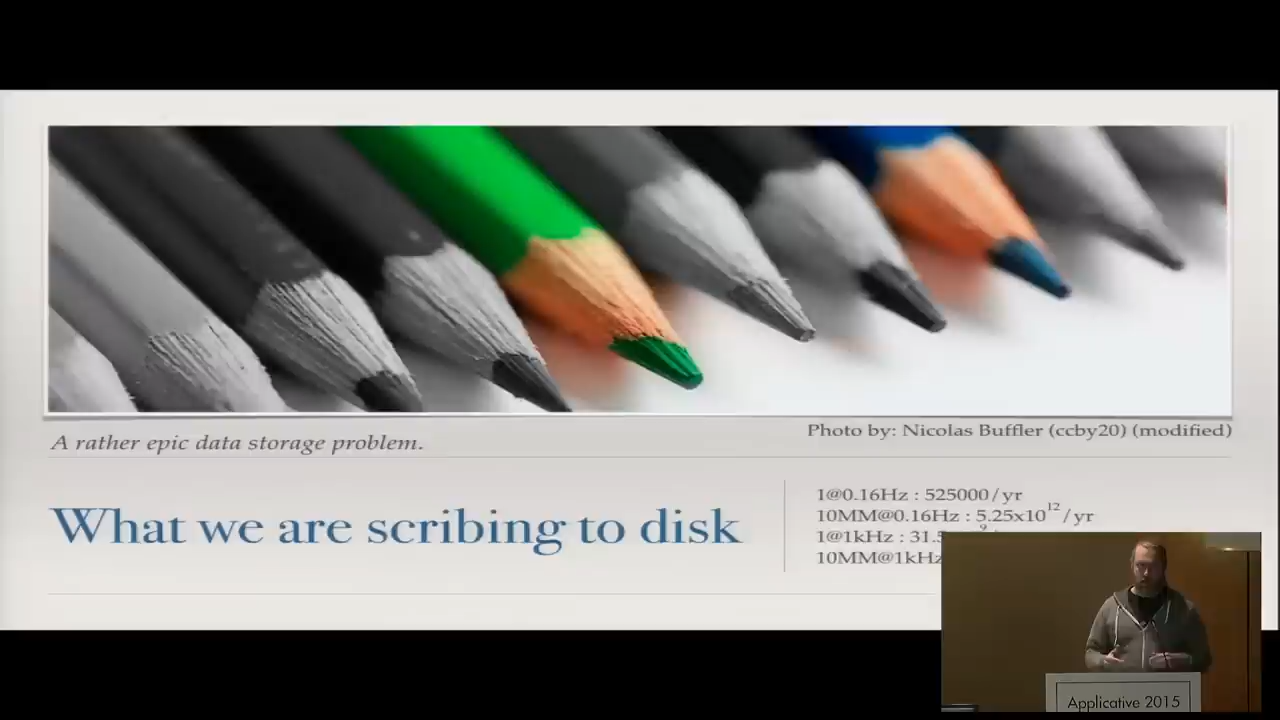 A rather epic data storage problem.
Photo by: Nicolas Buffler (ccby20) (modified)
What we are scribing to disk
1@0.16Hz : 525000/yr
10MM@0.16Hz : 5.25x10¹²/yr
1@1kHz : 31.5
10MM@1kHz
Applicative 2015